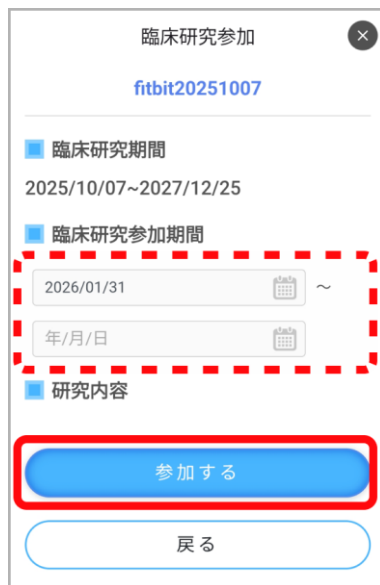 臨床研究参加
fitbit20251007
臨床研究期間
2025/10/07~2027/12/25
臨床研究参加期間
2026/01/31 ～
年/月/日
研究内容
参加する
戻る